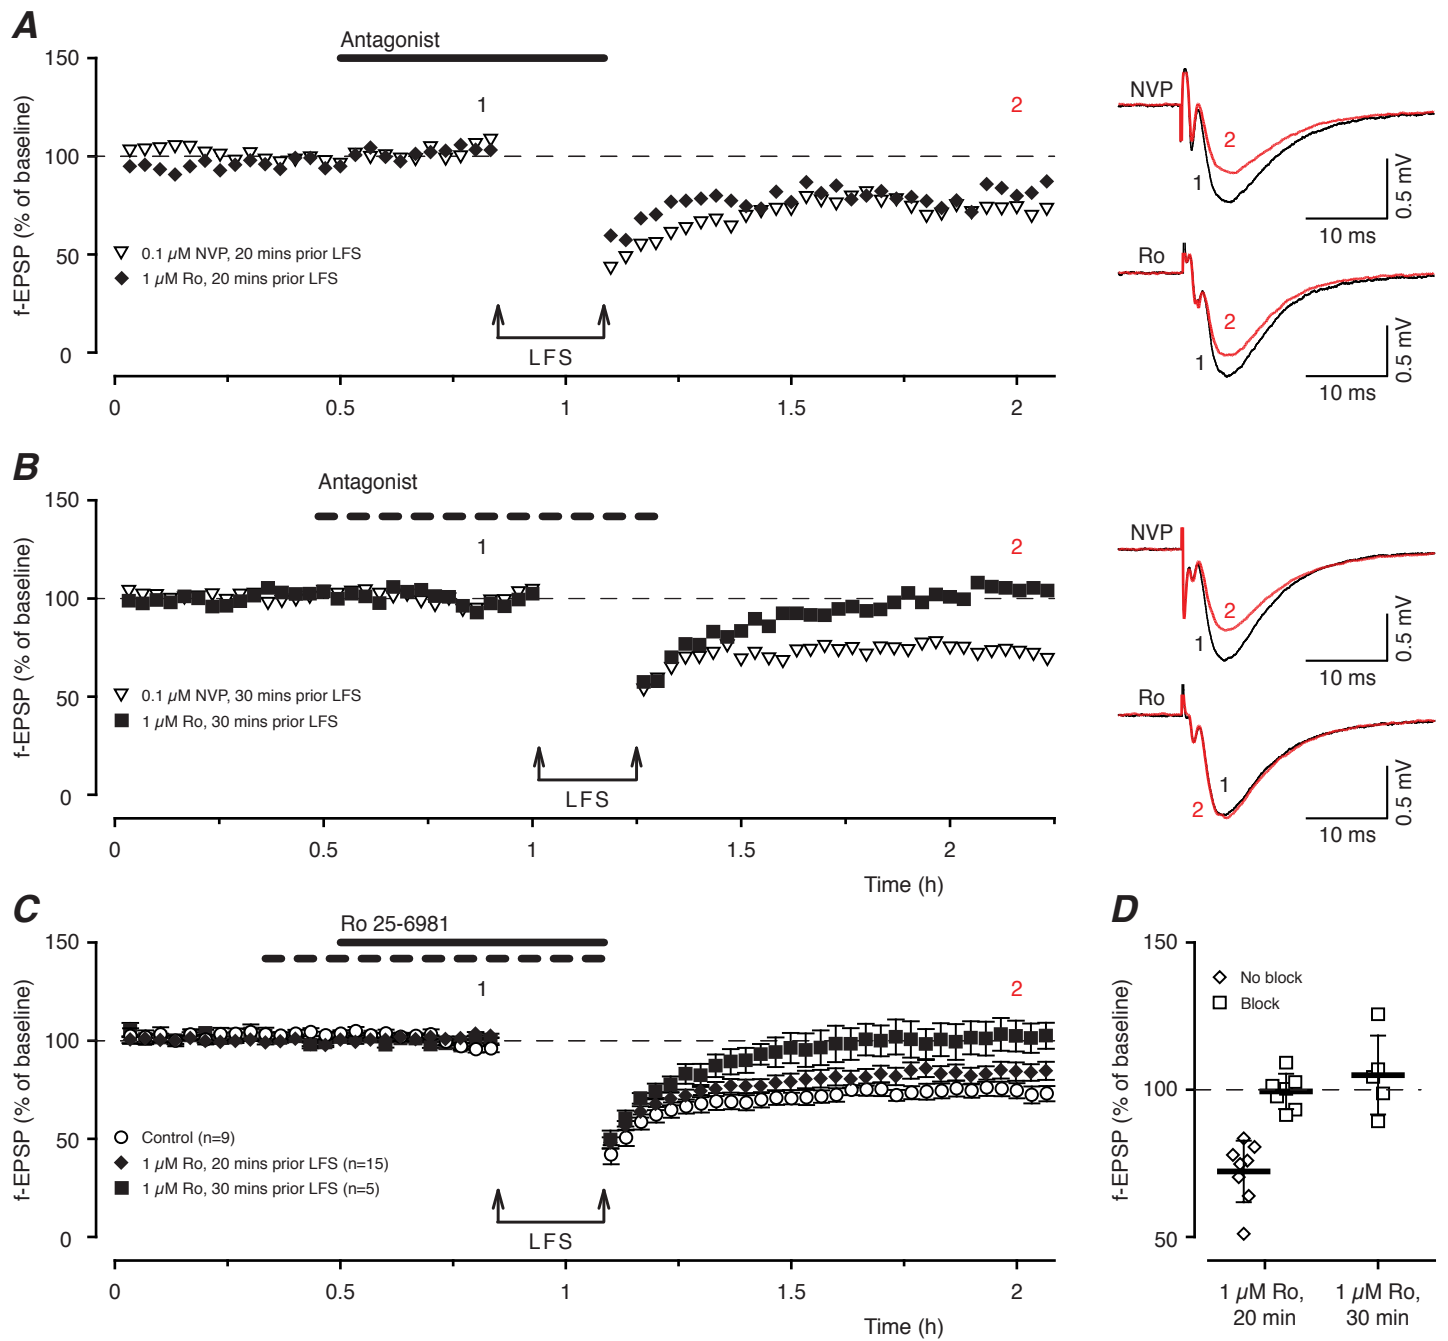 A
Antagonist
150
100
50
0
f-EPSP (% of baseline)
1
2
0.1 µM NVP, 20 mins prior LFS
1 µM Ro, 20 mins prior LFS
LFS
0 0.5 1 1.5 2
NVP
2
1
0.5 mV
10 ms
Ro
2
1
0.5 mV
10 ms
B
Antagonist
150
100
50
0
f-EPSP (% of baseline)
1
2
0.1 µM NVP, 30 mins prior LFS
1 µM Ro, 30 mins prior LFS
LFS
0 0.5 1 1.5 2
Time (h)
NVP
2
1
0.5 mV
10 ms
Ro
1
2
0.5 mV
10 ms
C
Ro 25-6981
150
100
50
0
f-EPSP (% of baseline)
1
2
Control (n=9)
1 µM Ro, 20 mins prior LFS (n=15)
1 µM Ro, 30 mins prior LFS (n=5)
LFS
0 0.5 1 1.5 2
Time (h)
D
150
100
50
f-EPSP (% of baseline)
No block
Block
1 µM Ro, 1 µM Ro,
20 min 30 min